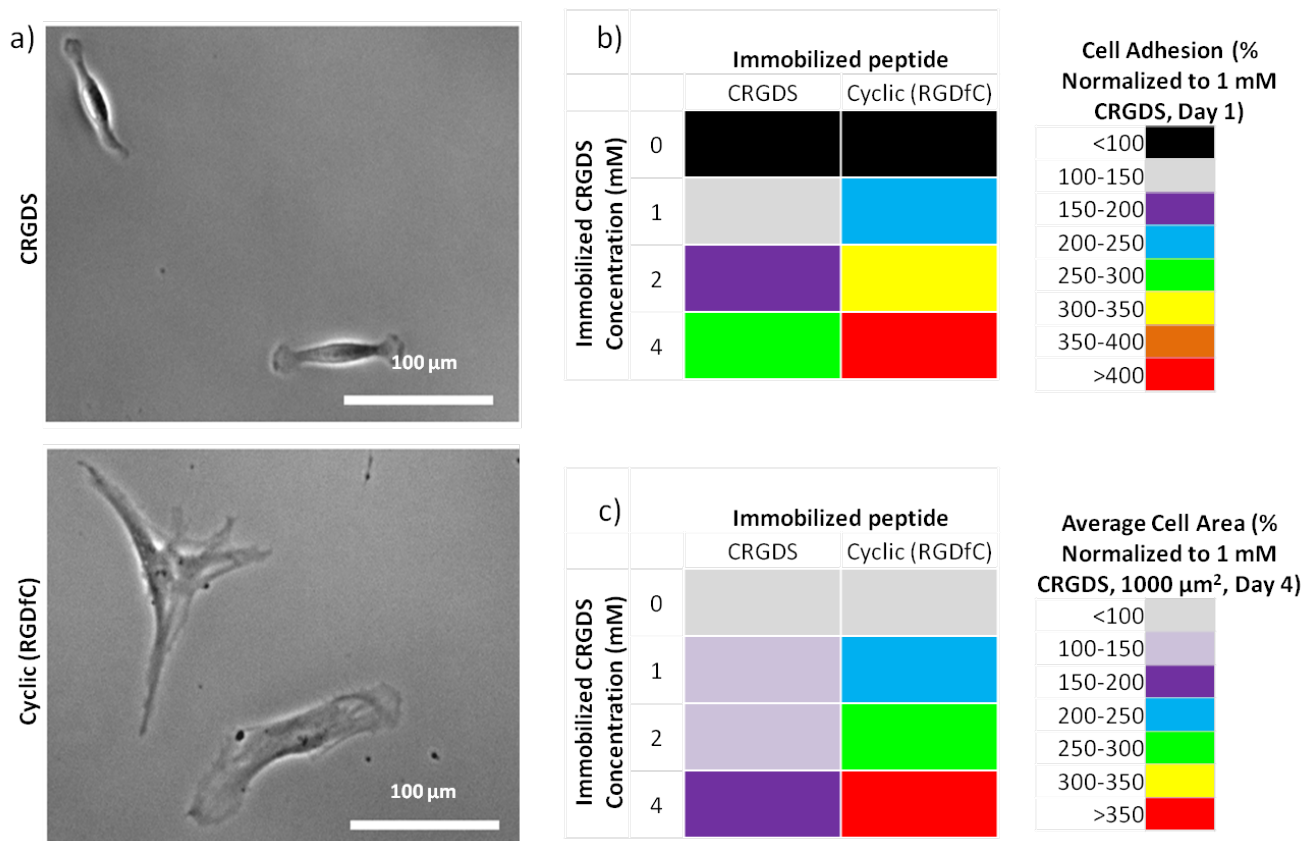 a)
CRGDS
100 µm
Cyclic (RGDfC)
100 µm
b)
Immobilized peptide
CRGDS Cyclic (RGDfC)
Immobilized CRGDS
Concentration (mM)
0
1
2
4
Cell Adhesion (%
Normalized to 1 mM
CRGDS, Day 1)
<100
100-150
150-200
200-250
250-300
300-350
350-400
>400
c)
Immobilized peptide
CRGDS Cyclic (RGDfC)
Immobilized CRGDS
Concentration (mM)
0
1
2
4
Average Cell Area (%
Normalized to 1 mM
CRGDS, 1000 µm², Day 4)
<100
100-150
150-200
200-250
250-300
300-350
>350